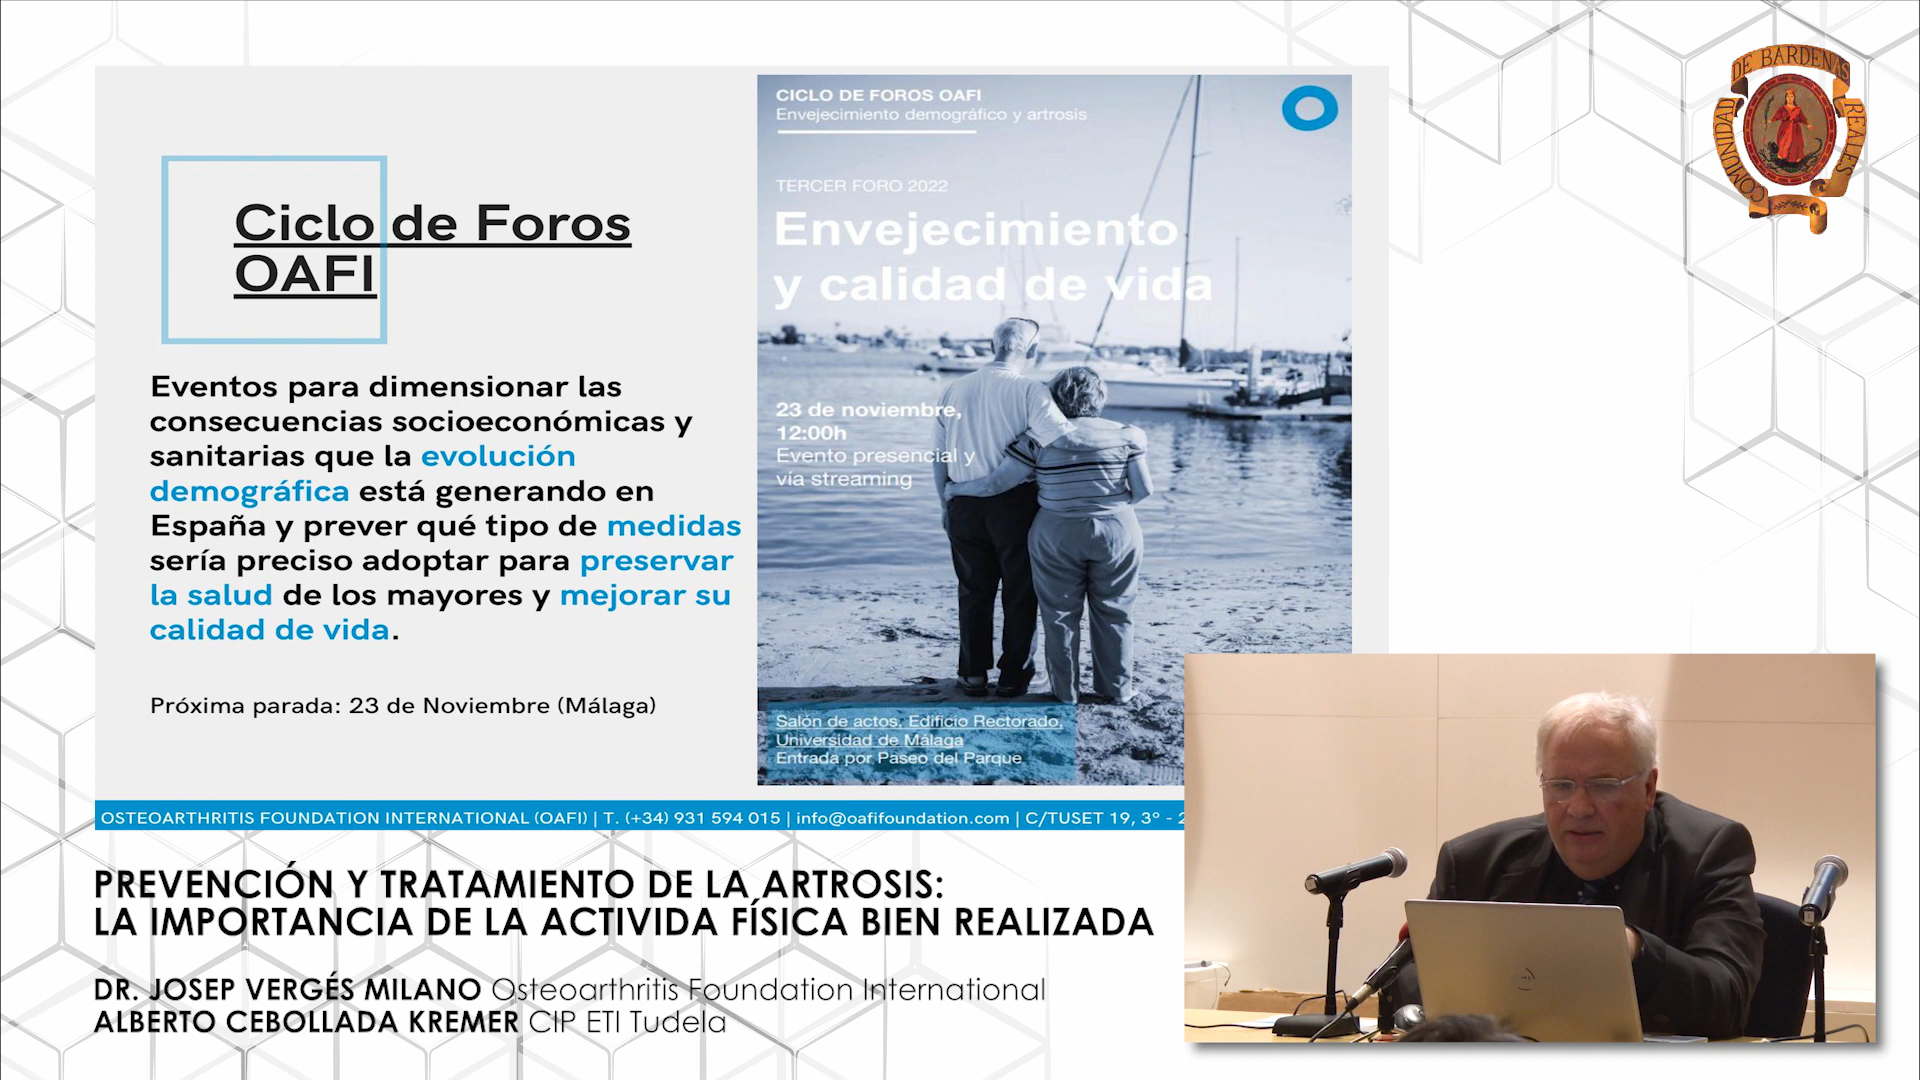 Ciclo de Foros
OAFI
Eventos para dimensionar las
consecuencias socioeconómicas y
sanitarias que la evolución
demográfica está generando en
España y prever qué tipo de medidas
sería preciso adoptar para preservar
la salud de los mayores y mejorar su
calidad de vida.
Próxima parada: 23 de Noviembre (Málaga)
CICLO DE FOROS OAFI
Envejecimiento demográfico y artrosis
TERCER FORO 2022
Envejecimiento
y calidad de vida
23 de noviembre,
12:00h
Evento presencial y
vía streaming
Salón de actos. Edificio Rectorado,
Universidad de Málaga
Entrada por Paseo del Parque
OSTEOARTHRITIS FOUNDATION INTERNATIONAL (OAFI) | T. (+34) 931 594 015 | info@oafifoundation.com | C/TUSET 19, 3º - 2
COMUNIDAD DE BARDENAS REALES
PREVENCIÓN Y TRATAMIENTO DE LA ARTROSIS:
LA IMPORTANCIA DE LA ACTIVIDA FÍSICA BIEN REALIZADA
DR. JOSEP VERGÉS MILANO Osteoarthritis Foundation International
ALBERTO CEBOLLADA KREMER CIP ETI Tudela
DELL